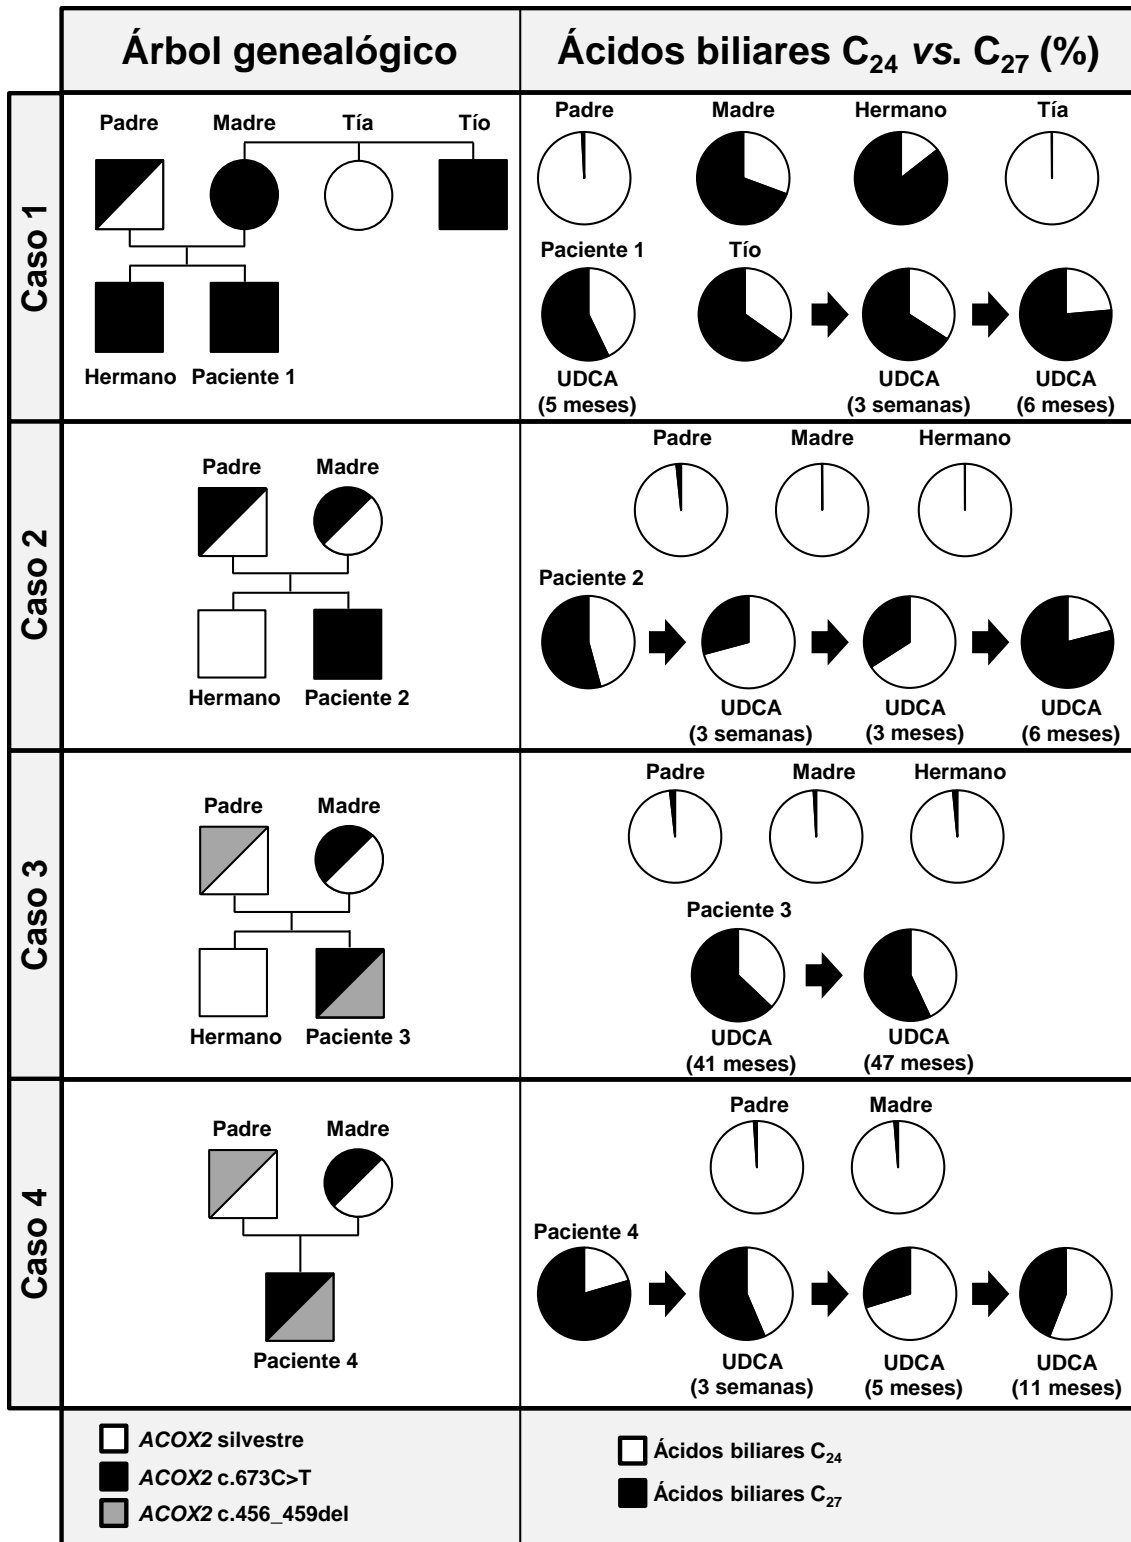 Árbol genealógico
Ácidos biliares C24 vs. C27 (%)
Caso 1
Padre Madre Tía Tío
Hermano Paciente 1
Padre Madre Hermano Tía
Paciente 1 Tío
UDCA UDCA UDCA
(5 meses) (3 semanas) (6 meses)
Caso 2
Padre Madre
Hermano Paciente 2
Padre Madre Hermano
Paciente 2
UDCA UDCA UDCA
(3 semanas) (3 meses) (6 meses)
Caso 3
Padre Madre
Hermano Paciente 3
Padre Madre Hermano
Paciente 3
UDCA UDCA
(41 meses) (47 meses)
Caso 4
Padre Madre
Paciente 4
Padre Madre
Paciente 4
UDCA UDCA UDCA
(3 semanas) (5 meses) (11 meses)
ACOX2 silvestre
ACOX2 c.673C>T
ACOX2 c.456_459del
Ácidos biliares C24
Ácidos biliares C27